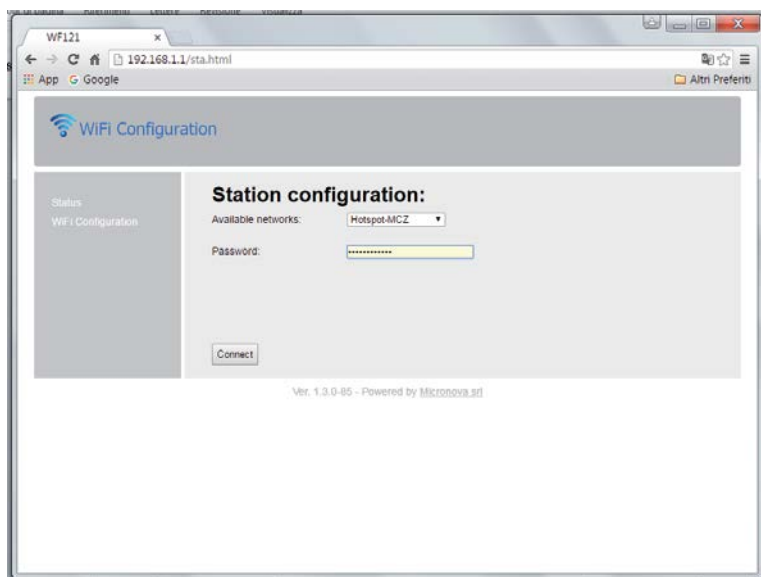 WF121
192.168.1.1/sta.html
App Google Altri Preferiti
WiFi Configuration
Status
WiFi Configuration
Station configuration:
Available networks: Hotspot-MCZ
Password: ••••••••••••
Connect
Ver. 1.3.0-85 - Powered by Micronova srl